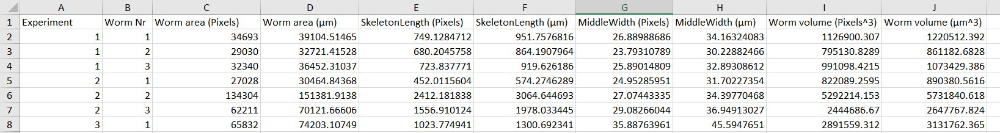 A B C D E F G H I J
1 Experiment Worm Nr Worm area (Pixels) Worm area (µm) SkeletonLength (Pixels) SkeletonLength (µm) MiddleWidth (Pixels) MiddleWidth (µm) Worm volume (Pixels^3) Worm volume (µm^3)
2 1 1 34693 39104.51465 749.1284712 951.7576816 26.88988686 34.16324083 1126900.307 1220512.392
3 1 2 29030 32721.41528 680.2045758 864.1907964 23.79310789 30.22882466 795130.8289 861182.6828
4 1 3 32340 36452.31037 723.837771 919.626186 25.89014809 32.89308612 991098.4215 1073429.386
5 2 1 27028 30464.84368 452.0115604 574.2746289 24.95285951 31.70227354 822089.2595 890380.5616
6 2 2 134304 151381.9138 2412.181838 3064.644693 27.07443335 34.39770468 5292214.153 5731840.618
7 2 3 62211 70121.66606 1556.910124 1978.033445 29.08266044 36.94913027 2444686.67 2647767.824
8 3 1 65832 74203.10749 1023.774941 1300.692341 35.88763961 45.5947651 2891559.312 3131762.365